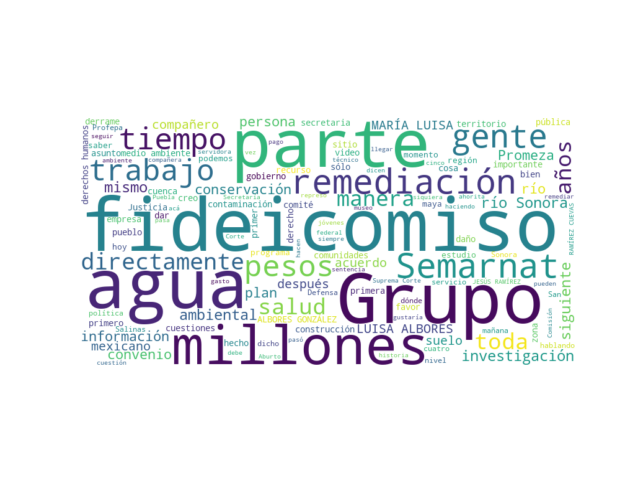 derrame
Profepa
seguir
saber
asunto
medio ambiente
compañero
persona
secretaria
MARÍA LUISA
territorio
pública
derechos humanos
tiempo
parte
gente
servidora
sitio
video
momento
región
Promeza
importante
años
ambiente
compañera
podemos
vez
pago
llegar
dicen
cinco
cosa
bien
remediar
trabajo
recurso
técnico
acuerdo
mismo
cuenca
creo
gobierno
remediación
manera
río
conservación
Puebla
Secretaría
siquiera
ahorita
Justicia
acá
contaminación
comité
museo
maya
haciendo
río Sonora
empresa
dar
primer
derecho
jóvenes
daño
pueblo
fideicomiso
hoy
Corte
federal
siempre
hacen
programa
comunidades
estudio
Sonora
RAMÍREZ CUEVAS
directamente
pesos
sentencia
Semarnat
siguiente
agua
gasto
plan
después
primera
Suprema Corte
Defensa
dónde
servicio
JESÚS RAMÍREZ
pueden
San
Grupo
salud
favor
gustaría
política
ambiental
ALBORES GONZÁLEZ
LUISA ALBORES
Comisión
primero
Salinas
cuestiones
construcción
mañana
zona
información
millones
hecho
dicho
pasó
suelo
toda
mexicano
debe
Aburto
cuatro
hablando
convenio
cuestión
historia
nivel
investigación